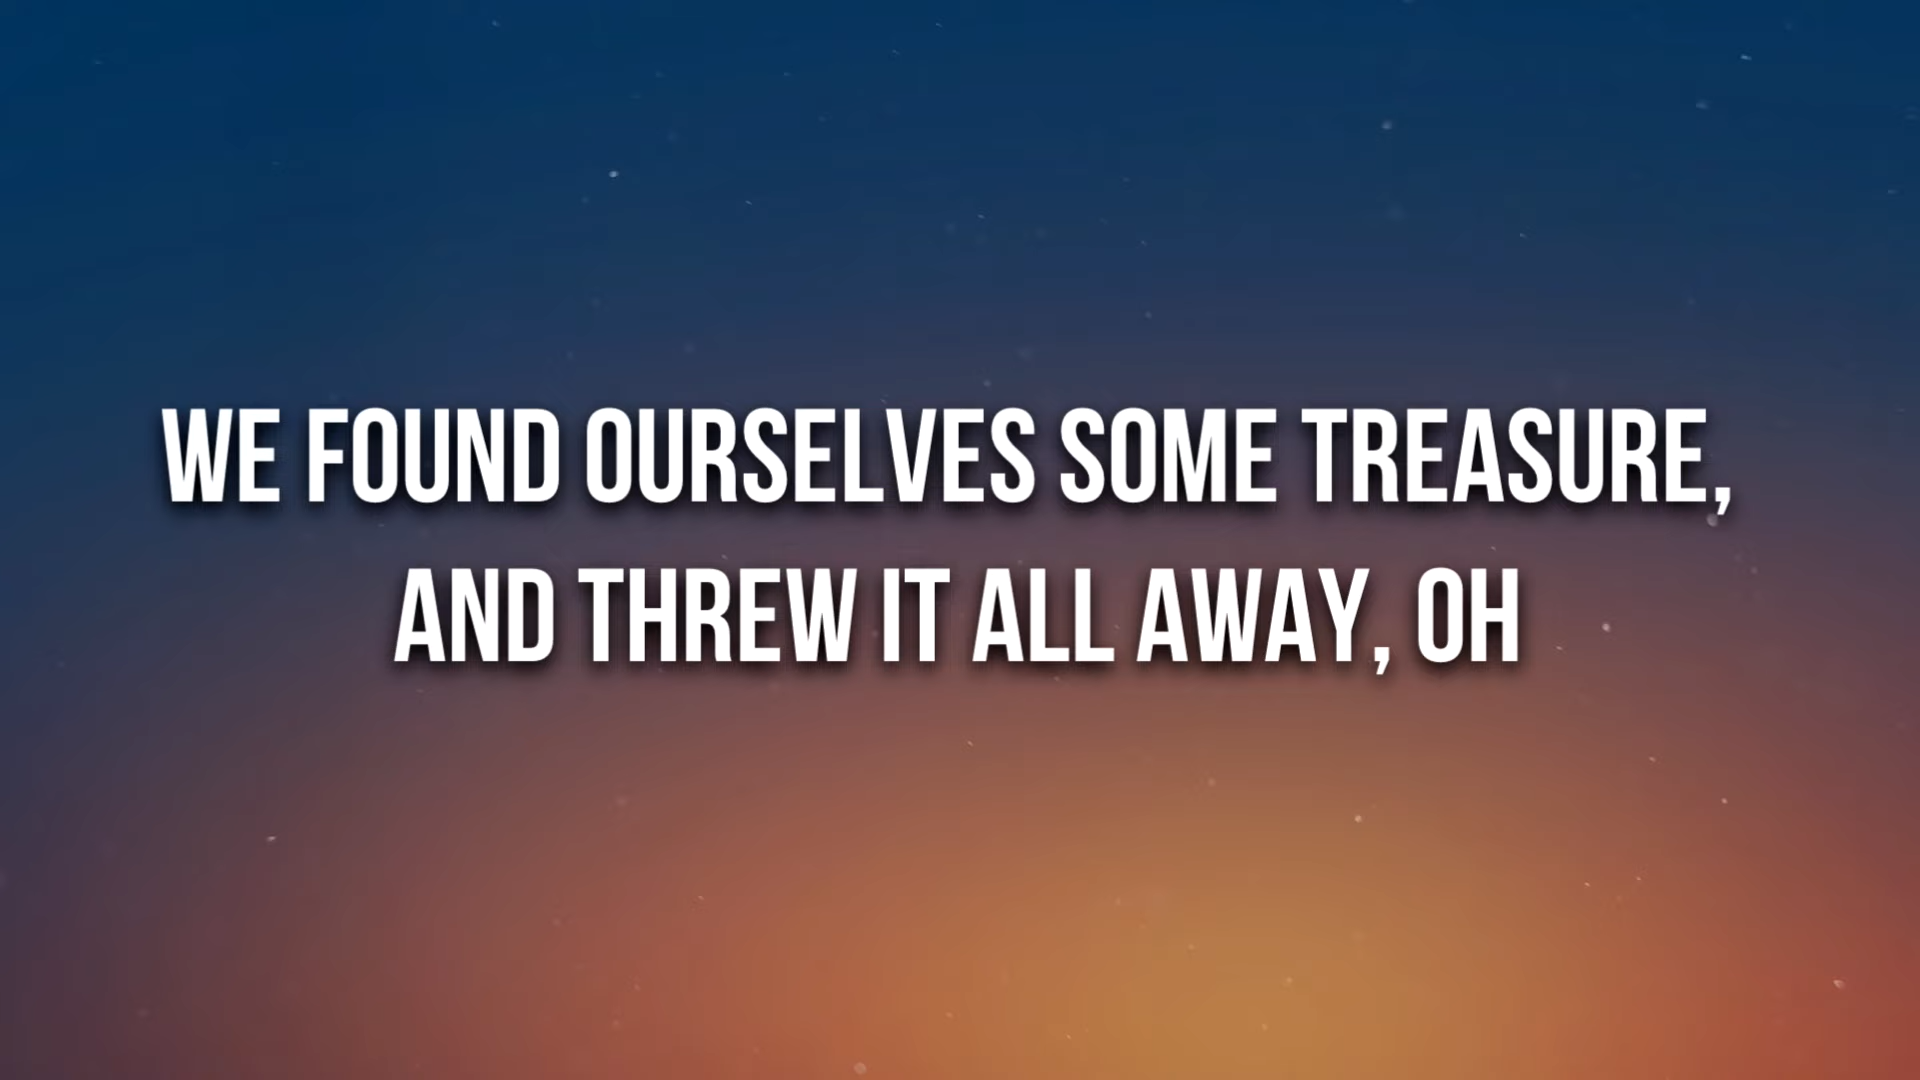 WE FOUND OURSELVES SOME TREASURE,
AND THREW IT ALL AWAY, OH